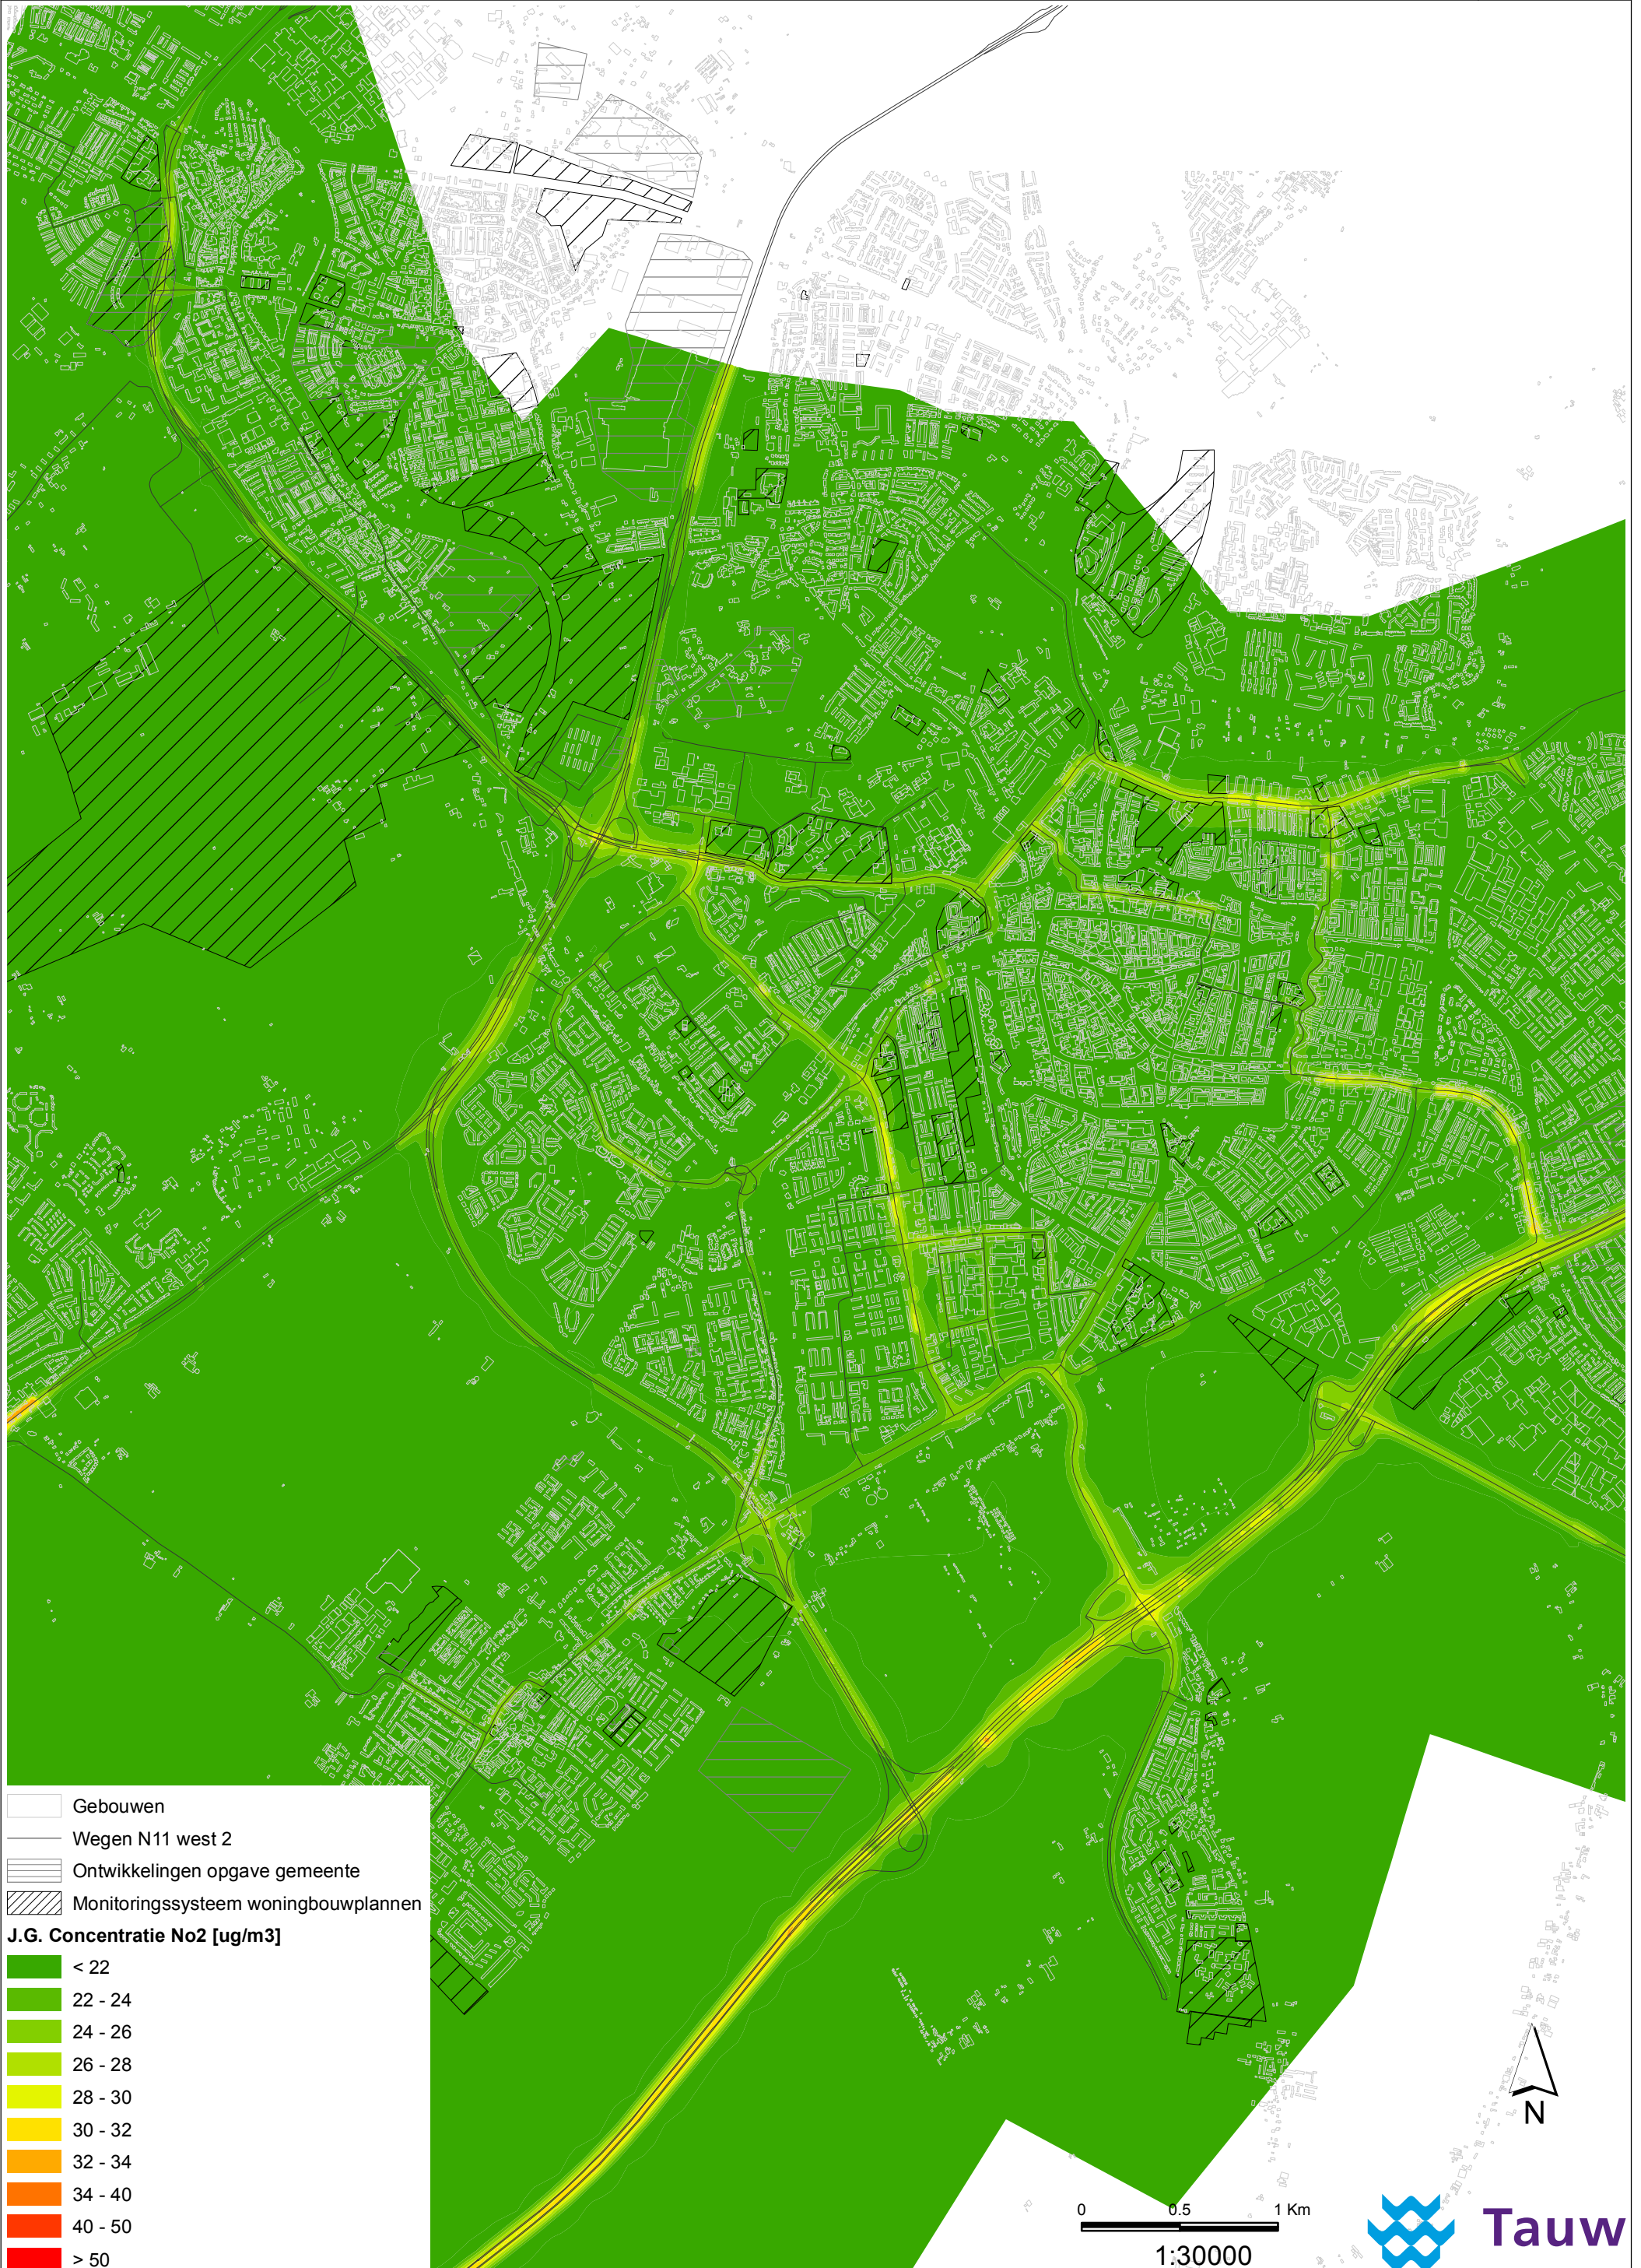 Gebouwen
Wegen N11 west 2
Ontwikkelingen opgave gemeente
Monitoringssysteem woningbouwplannen
J.G. Concentratie No2 [ug/m3]
< 22
22 - 24
24 - 26
26 - 28
28 - 30
30 - 32
32 - 34
34 - 40
40 - 50
> 50
N
0 0.5 1 Km
1:30000
Tauw